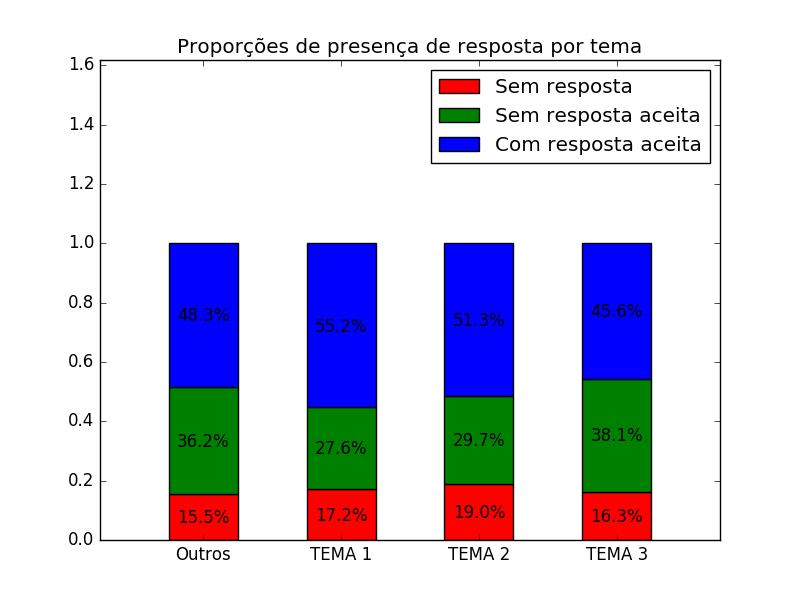 Proporções de presença de resposta por tema
1.6
1.4
1.2
1.0
0.8
0.6
0.4
0.2
0.0
Sem resposta
Sem resposta aceita
Com resposta aceita
48.3% 55.2% 51.3% 45.6%
36.2% 27.6% 29.7% 38.1%
15.5% 17.2% 19.0% 16.3%
Outros TEMA 1 TEMA 2 TEMA 3